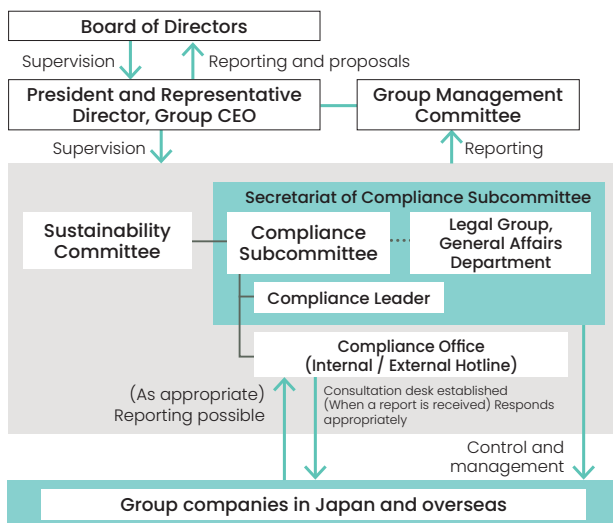 Board of Directors
Supervision
Reporting and proposals
President and Representative
Director, Group CEO
Group Management
Committee
Supervision
Reporting
Secretariat of Compliance Subcommittee
Sustainability
Committee
Compliance
Subcommittee
Legal Group,
General Affairs
Department
Compliance Leader
Compliance Office
(Internal / External Hotline)
(As appropriate)
Reporting possible
Consultation desk established
(When a report is received) Responds
appropriately
Control and
management
Group companies in Japan and overseas